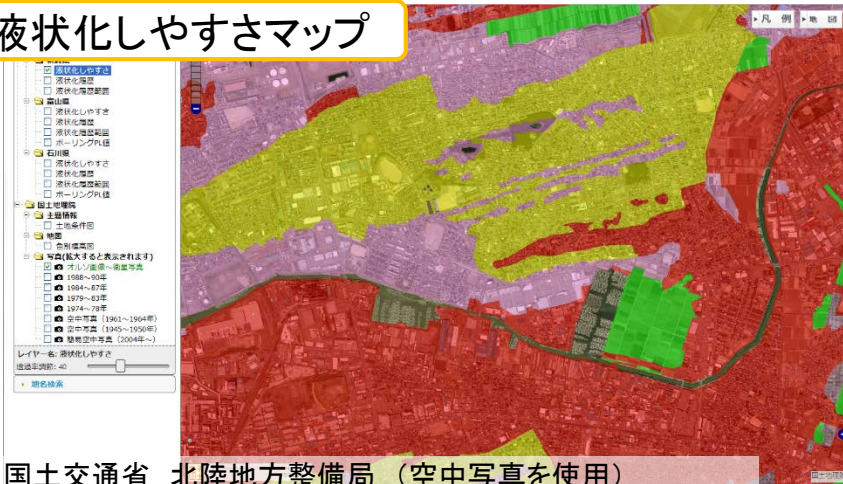 液状化しやすさマップ
▸凡 例
▸地 図
液状化しやすさ
液状化履歴
液状化履歴範囲
富山県
液状化しやすさ
液状化履歴
液状化履歴範囲
ボーリングPL値
石川県
液状化しやすさ
液状化履歴
液状化履歴範囲
ボーリングPL値
国土地理院
主題情報
土地条件図
地図
色別標高図
写真(拡大すると表示されます)
オルソ画像～衛星写真
1988～90年
1984～87年
1979～83年
1974～78年
空中写真（1961～1964年）
空中写真（1945～1950年）
簡易空中写真（2004年～）
レイヤー名: 液状化しやすさ
透過率調節: 40
地名検索
国土交通省 北陸地方整備局 （空中写真を使用）